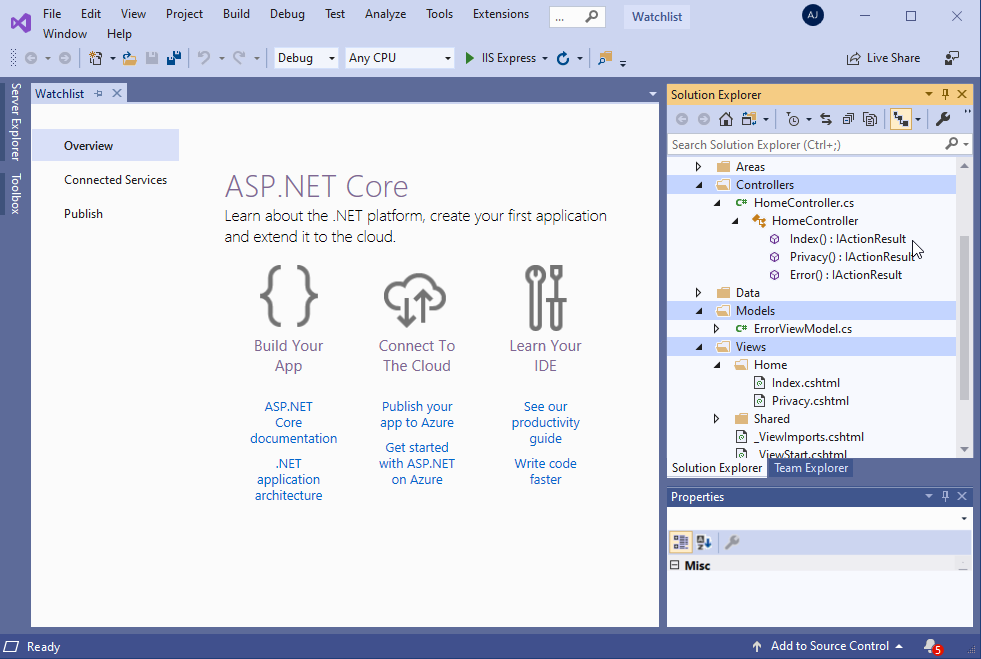 File Edit View Project Build Debug Test Analyze Tools Extensions ... Watchlist AJ
Window Help
Debug Any CPU IIS Express Live Share
Server Explorer
Toolbox
Watchlist
Overview
Connected Services
Publish
ASP.NET Core
Learn about the .NET platform, create your first application
and extend it to the cloud.
Build Your
App
ASP.NET
Core
documentation
.NET
application
architecture
Connect To
The Cloud
Publish your
app to Azure
Get started
with ASP.NET
on Azure
Learn Your
IDE
See our
productivity
guide
Write code
faster
Solution Explorer
Search Solution Explorer (Ctrl+;)
Areas
Controllers
C# HomeController.cs
HomeController
Index() : IActionResult
Privacy() : IActionResult
Error() : IActionResult
Data
Models
C# ErrorViewModel.cs
Views
Home
Index.cshtml
Privacy.cshtml
Shared
_ViewImports.cshtml
_ViewStart.cshtml
Solution Explorer Team Explorer
Properties
Misc
Ready Add to Source Control 5